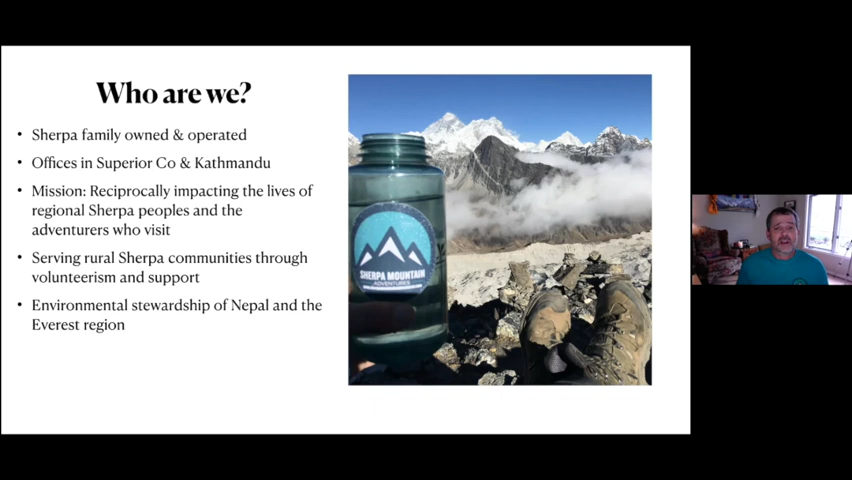 Who are we?
• Sherpa family owned & operated
• Offices in Superior Co & Kathmandu
• Mission: Reciprocally impacting the lives of
regional Sherpa peoples and the
adventurers who visit
• Serving rural Sherpa communities through
volunteerism and support
• Environmental stewardship of Nepal and the
Everest region
SHERPA MOUNTAIN
ADVENTURES